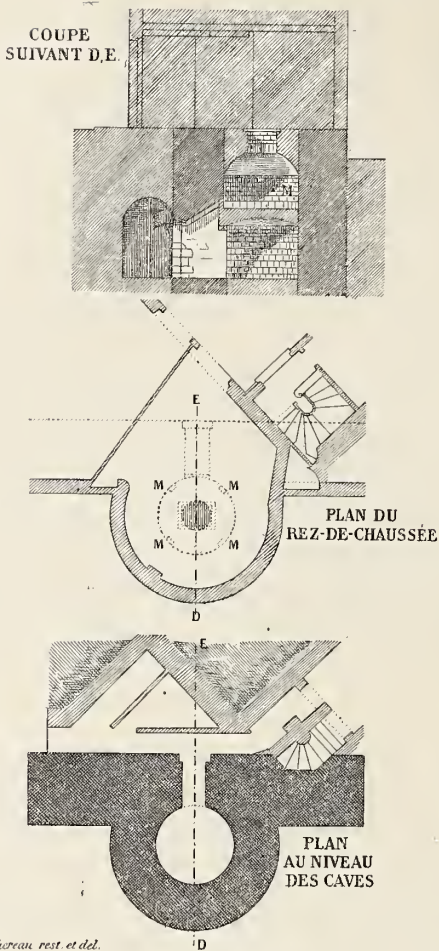 COUPE
SUIVANT D.E.
M
E
M M
M M
PLAN DU
REZ-DE-CHAUSSÉE
D
E
PLAN
AU NIVEAU
DES CAVES
rest. et del.
D